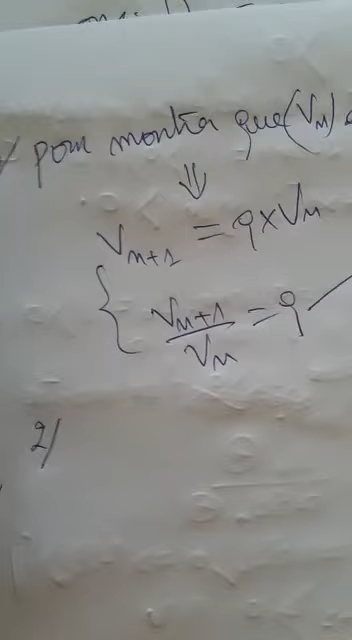 pour montrer que (Vn)
⇓
Vn+1 = q x Vn
Vn+1 / Vn = q
2/